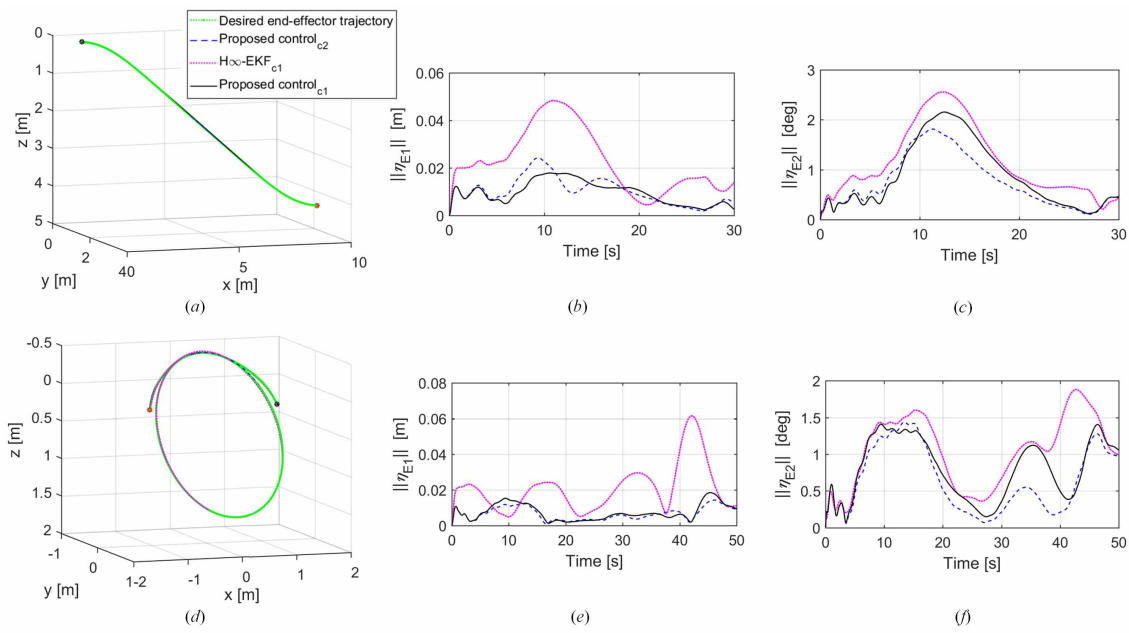 Desired end-effector trajectory
Proposed control_c2
H∞-EKF_c1
Proposed control_c1
0
1
2
3
4
5
z [m]
0
2
40
5
10
y [m]
x [m]
(a)
0.06
0.04
0.02
0
||η_E1|| [m]
0
10
20
30
Time [s]
(b)
3
2
1
0
||η_E2|| [deg]
0
10
20
30
Time [s]
(c)
-0.5
0
0.5
1
1.5
2
z [m]
-1
0
1-2
-1
0
1
2
y [m]
x [m]
(d)
0.08
0.06
0.04
0.02
0
||η_E1|| [m]
0
10
20
30
40
50
Time [s]
(e)
2
1.5
1
0.5
0
||η_E2|| [deg]
0
10
20
30
40
50
Time [s]
(f)